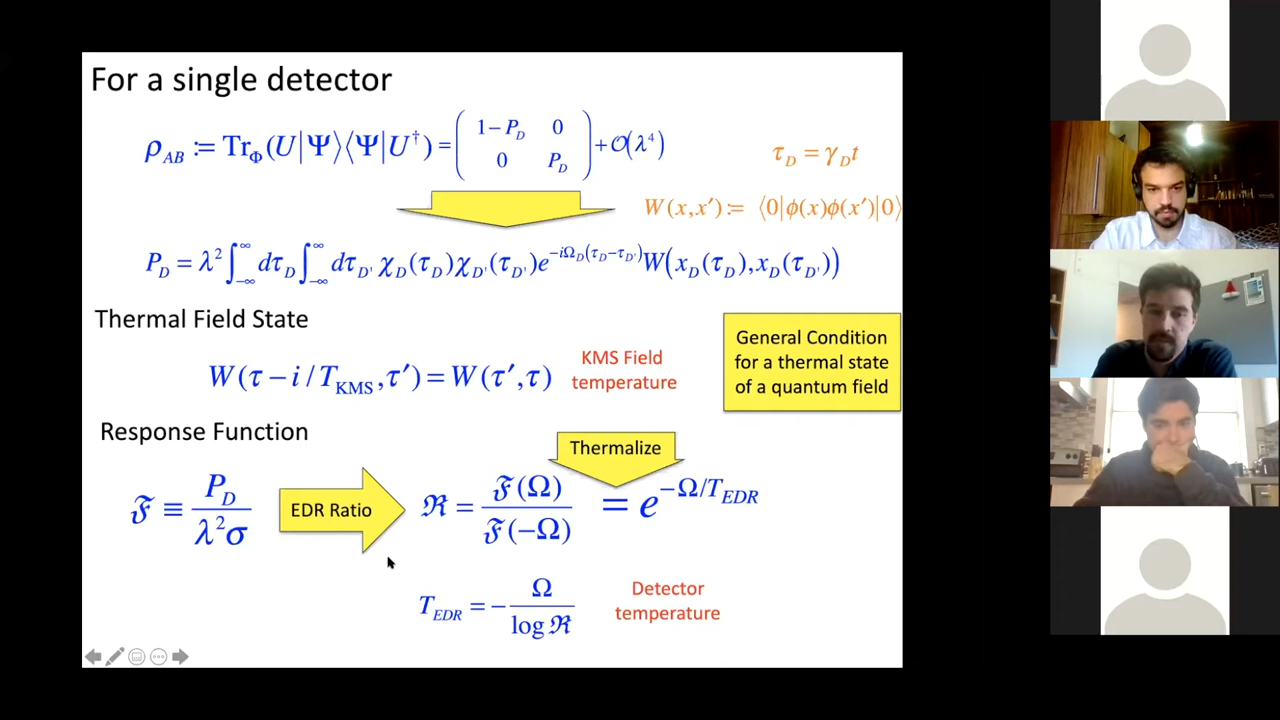 For a single detector
ρ_AB := Tr_Φ(U|Ψ⟩⟨Ψ|U†) = ( 1−P_D 0 ; 0 P_D ) + O(λ⁴)
τ_D = γ_D t
W(x,x′) := ⟨0|ϕ(x)ϕ(x′)|0⟩
P_D = λ² ∫_{−∞}^{∞} dτ_D ∫_{−∞}^{∞} dτ_D′ χ_D(τ_D) χ_D′(τ_D′) e^{−iΩ_D(τ_D−τ_D′)} W(x_D(τ_D), x_D(τ_D′))
Thermal Field State
W(τ − i / T_KMS, τ′) = W(τ′, τ)
KMS Field
temperature
General Condition
for a thermal state
of a quantum field
Response Function
Thermalize
𝔉 ≡ P_D / λ²σ
EDR Ratio
ℜ = 𝔉(Ω) / 𝔉(−Ω) = e^{−Ω/T_EDR}
T_EDR = − Ω / log ℜ
Detector
temperature